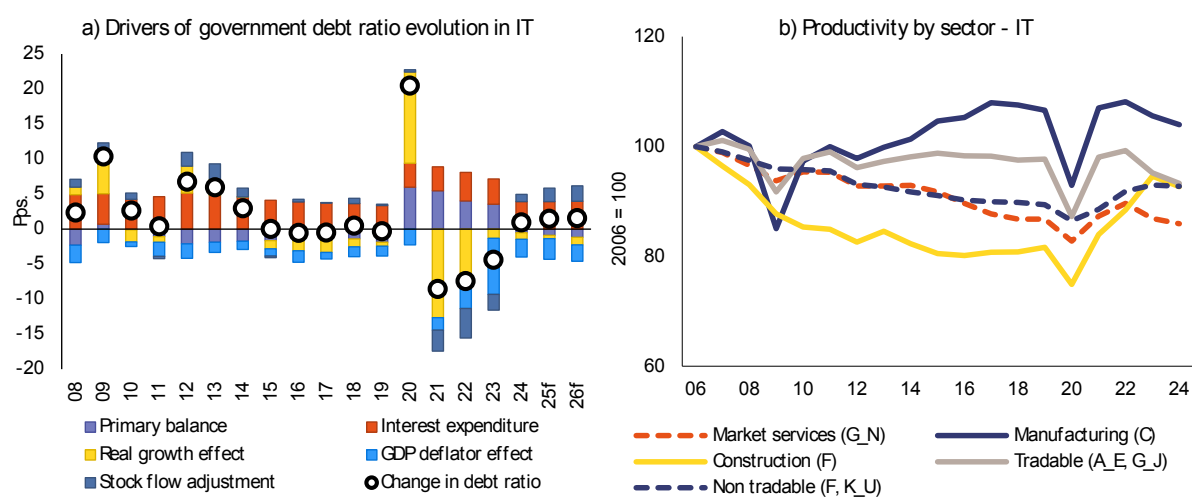 a) Drivers of government debt ratio evolution in IT
25
20
15
10
5
0
-5
-10
-15
-20
Pps.
08
09
10
11
12
13
14
15
16
17
18
19
20
21
22
23
24
25f
26f
Primary balance
Interest expenditure
Real growth effect
GDP deflator effect
Stock flow adjustment
Change in debt ratio
b) Productivity by sector - IT
120
100
80
60
2006 = 100
06 08 10 12 14 16 18 20 22 24
Market services (G_N)
Manufacturing (C)
Construction (F)
Tradable (A_E, G_J)
Non tradable (F, K_U)